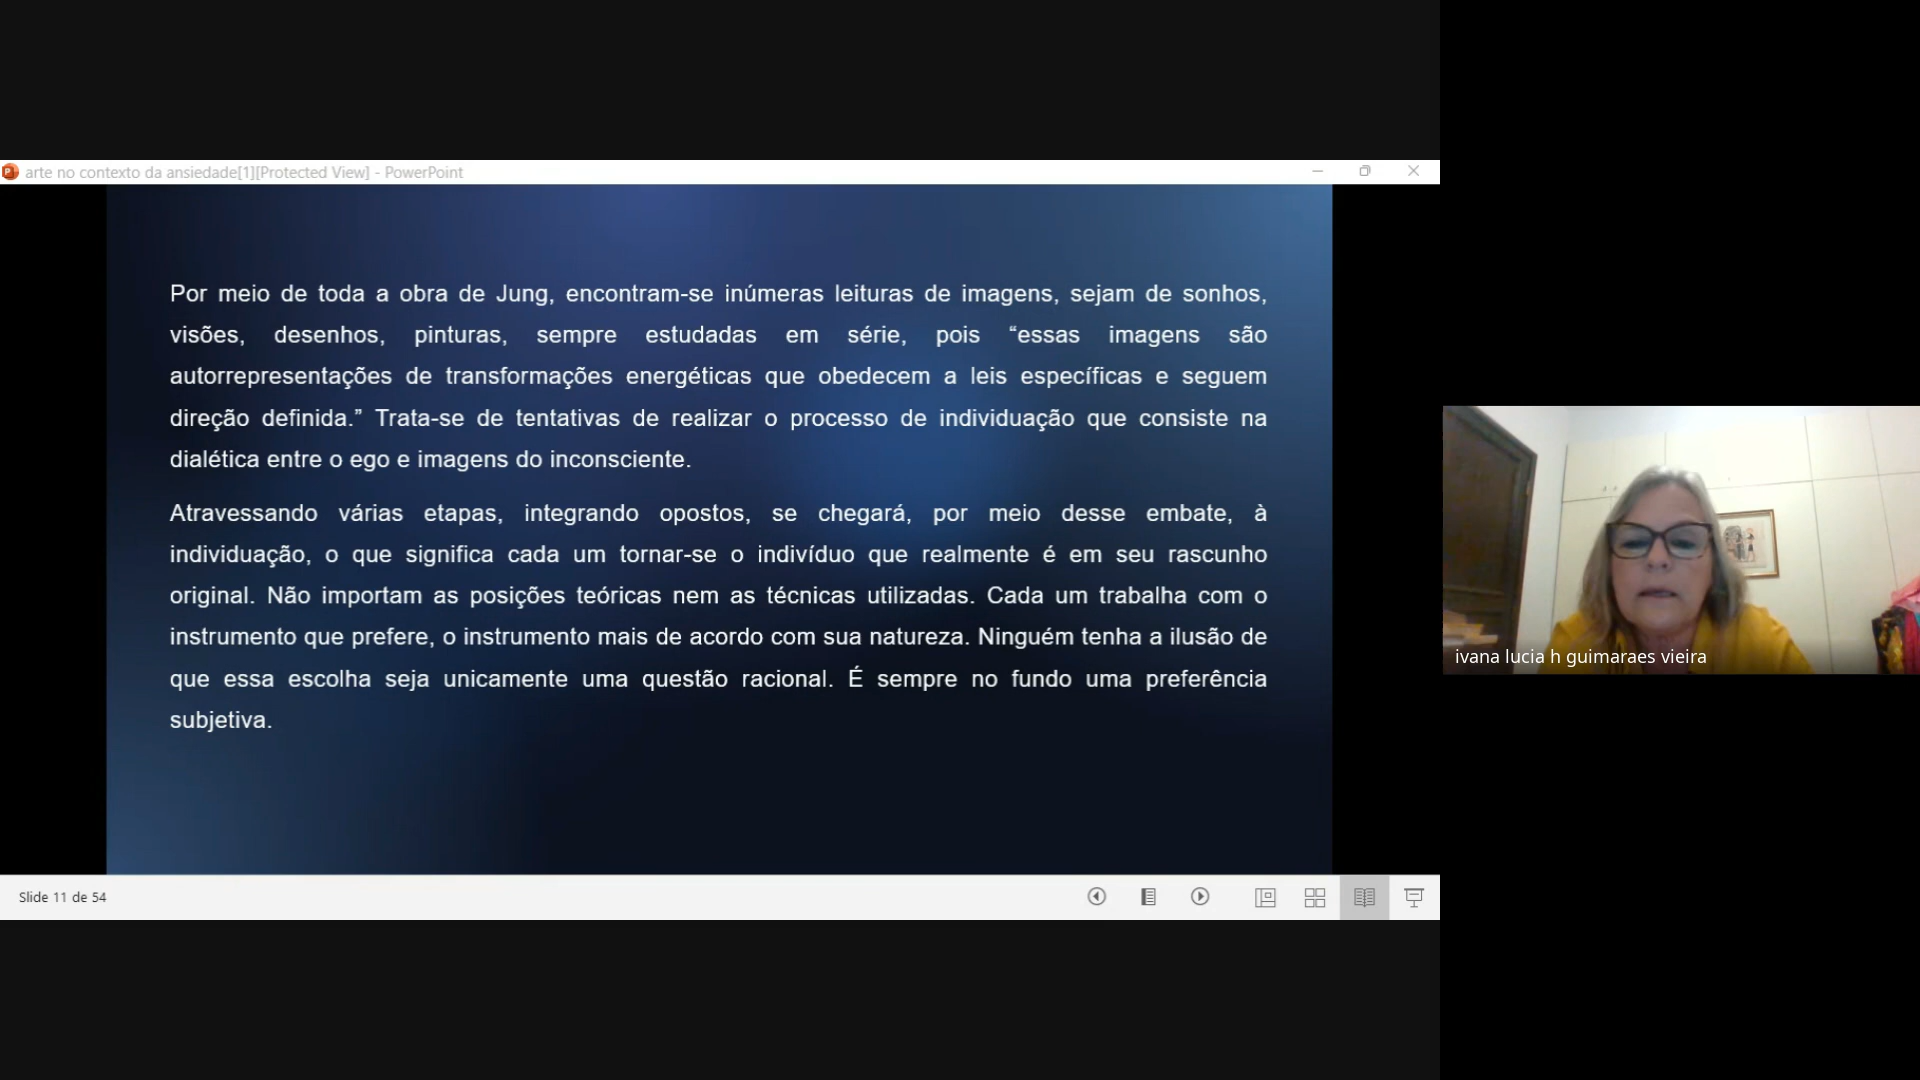 arte no contexto da ansiedade[1][Protected View] - PowerPoint
Por meio de toda a obra de Jung, encontram-se inúmeras leituras de imagens, sejam de sonhos,
visões, desenhos, pinturas, sempre estudadas em série, pois “essas imagens são
autorrepresentações de transformações energéticas que obedecem a leis específicas e seguem
direção definida.” Trata-se de tentativas de realizar o processo de individuação que consiste na
dialética entre o ego e imagens do inconsciente.
Atravessando várias etapas, integrando opostos, se chegará, por meio desse embate, à
individuação, o que significa cada um tornar-se o indivíduo que realmente é em seu rascunho
original. Não importam as posições teóricas nem as técnicas utilizadas. Cada um trabalha com o
instrumento que prefere, o instrumento mais de acordo com sua natureza. Ninguém tenha a ilusão de
que essa escolha seja unicamente uma questão racional. É sempre no fundo uma preferência
subjetiva.
Slide 11 de 54
ivana lucia h guimaraes vieira